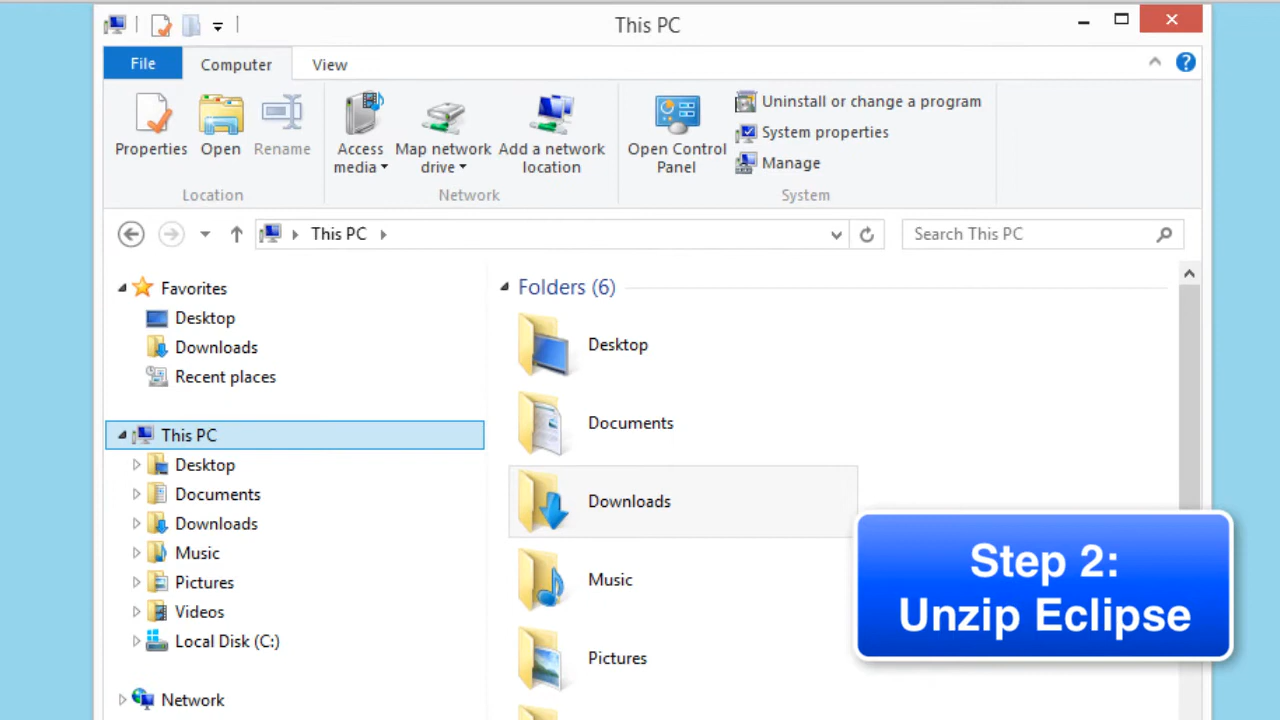 This PC
File
Computer
View
Properties
Open
Rename
Location
Access
media
Map network
drive
Add a network
location
Network
Open Control
Panel
Uninstall or change a program
System properties
Manage
System
This PC
Search This PC
Favorites
Desktop
Downloads
Recent places
This PC
Desktop
Documents
Downloads
Music
Pictures
Videos
Local Disk (C:)
Network
Folders (6)
Desktop
Documents
Downloads
Music
Pictures
Step 2:
Unzip Eclipse